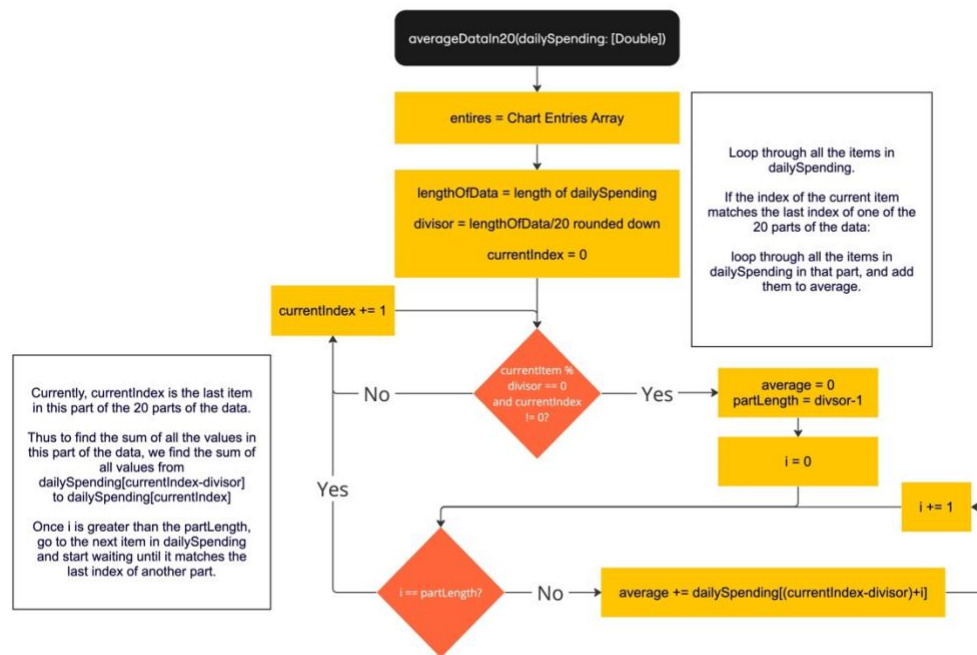 averageDataIn20(dailySpending: [Double])
entires = Chart Entries Array
lengthOfData = length of dailySpending
divisor = lengthOfData/20 rounded down
currentIndex = 0
Loop through all the items in
dailySpending.
If the index of the current item
matches the last index of one of the
20 parts of the data:
loop through all the items in
dailySpending in that part, and add
them to average.
currentIndex += 1
currentItem %
divisor == 0
and currentIndex
!= 0?
No
Yes
average = 0
partLength = divsor-1
i = 0
Currently, currentIndex is the last item
in this part of the 20 parts of the data.
Thus to find the sum of all the values in
this part of the data, we find the sum of
all values from
dailySpending[currentIndex-divisor]
to dailySpending[currentIndex]
Once i is greater than the partLength,
go to the next item in dailySpending
and start waiting until it matches the
last index of another part.
Yes
i += 1
i == partLength?
No
average += dailySpending[(currentIndex-divisor)+i]